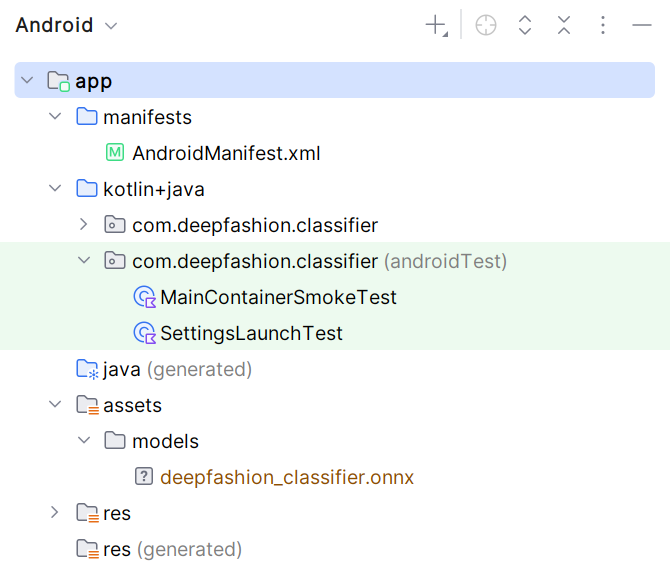 Android
app
manifests
M AndroidManifest.xml
kotlin+java
com.deepfashion.classifier
com.deepfashion.classifier (androidTest)
MainContainerSmokeTest
SettingsLaunchTest
java (generated)
assets
models
? deepfashion_classifier.onnx
res
res (generated)